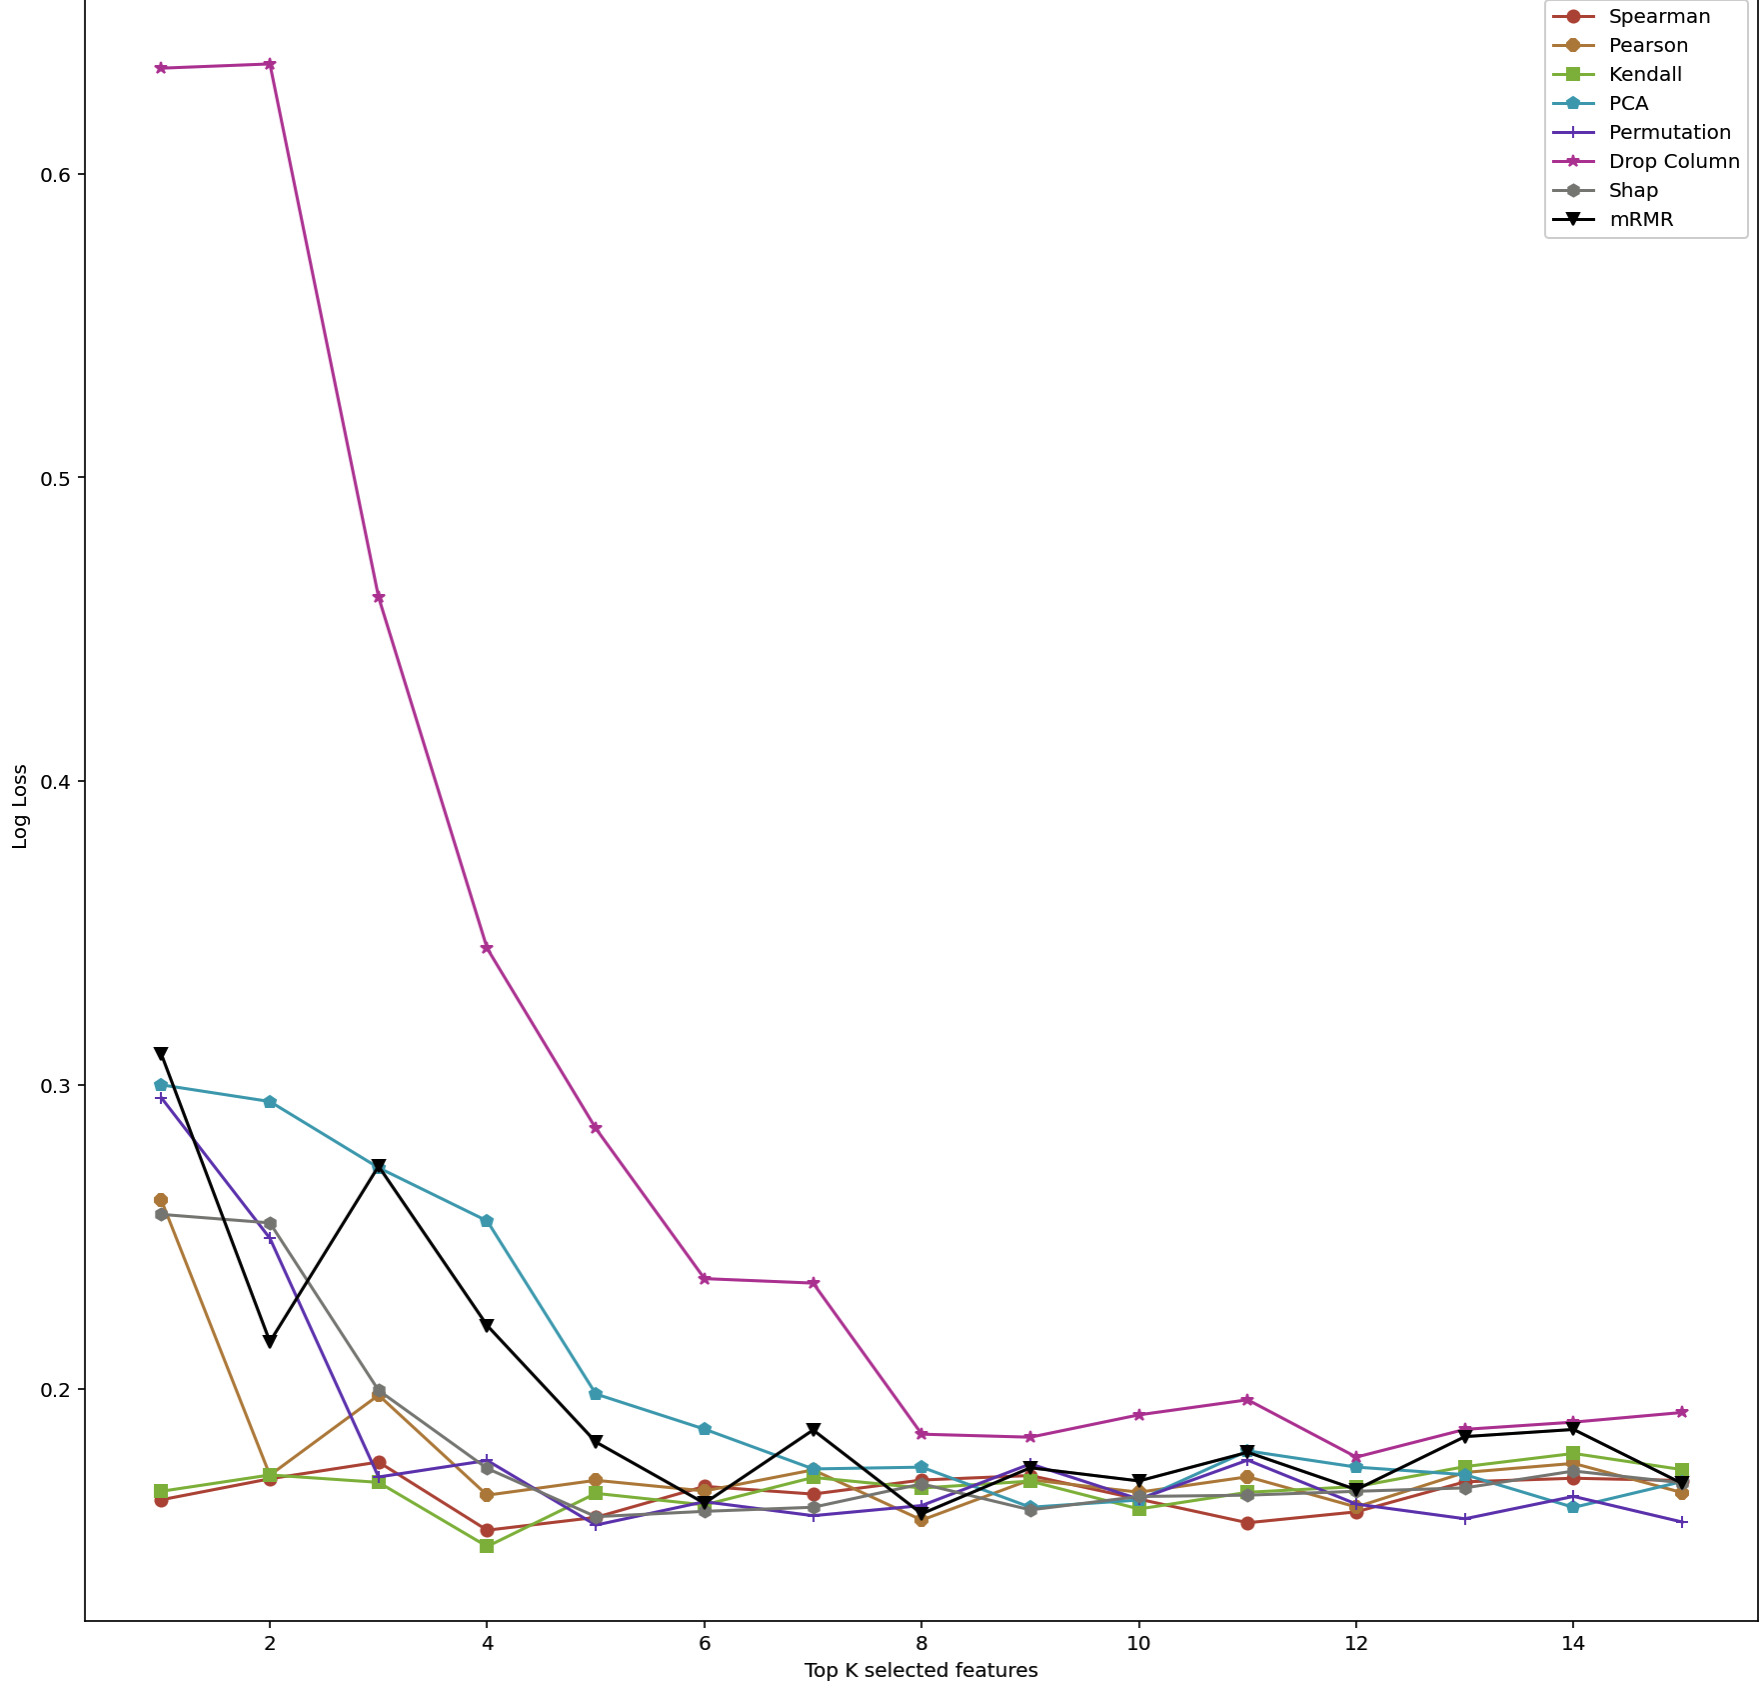 Spearman
Pearson
Kendall
PCA
Permutation
Drop Column
Shap
mRMR
0.6
0.5
0.4
0.3
0.2
Log Loss
2 4 6 8 10 12 14
Top K selected features